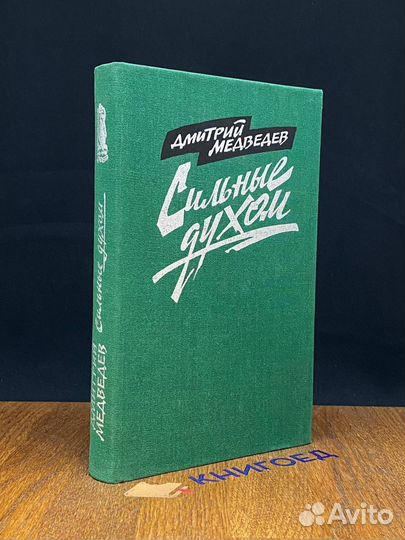 ДМИТРИЙ
МЕДВЕДЕВ
Сильные
духом
ДМИТРИЙ
МЕДВЕДЕВ Сильные духом
КНИГОЕД
Avito